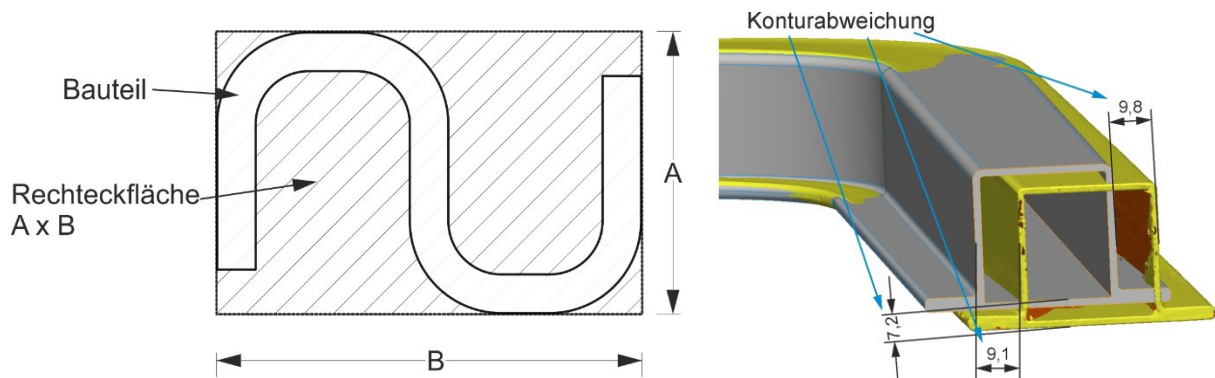 Bauteil
Rechteckfläche
A x B
A
B
Konturabweichung
9,8
7,2
9,1